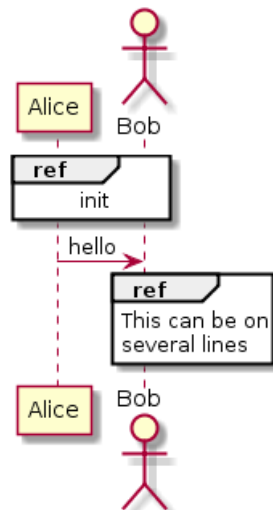 Alice
Bob
ref
init
hello
ref
This can be on
several lines
Alice
Bob